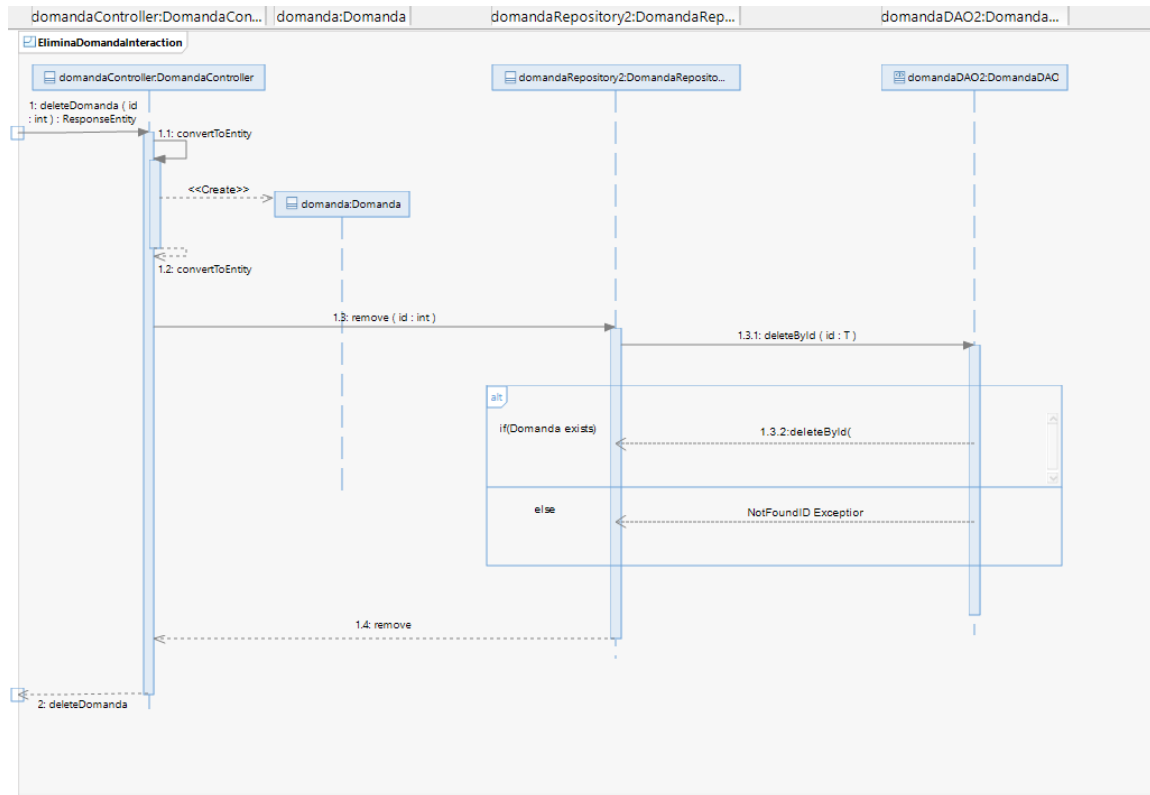 domandaController:DomandaCon...
domanda:Domanda
domandaRepository2:DomandaRep...
domandaDAO2:Domanda...
EliminaDomandaInteraction
domandaController:DomandaController
domandaRepository2:DomandaReposito...
domandaDAO2:DomandaDAC
1: deleteDomanda ( id
: int ) : ResponseEntity
1.1: convertToEntity
<<Create>>
domanda:Domanda
1.2: convertToEntity
1.3: remove ( id : int )
1.3.1: deleteById ( id : T )
alt
if(Domanda exists)
1.3.2:deleteById(
else
NotFoundID Exceptior
1.4: remove
2: deleteDomanda